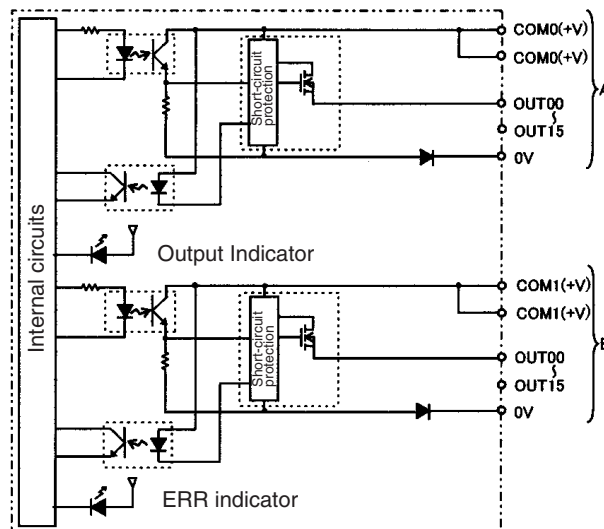 COM0(+V)
COM0(+V)
A
OUT00
OUT15
0V
Short-circuit
protection
Internal circuits
Output Indicator
COM1(+V)
COM1(+V)
B
OUT00
OUT15
0V
Short-circuit
protection
ERR indicator